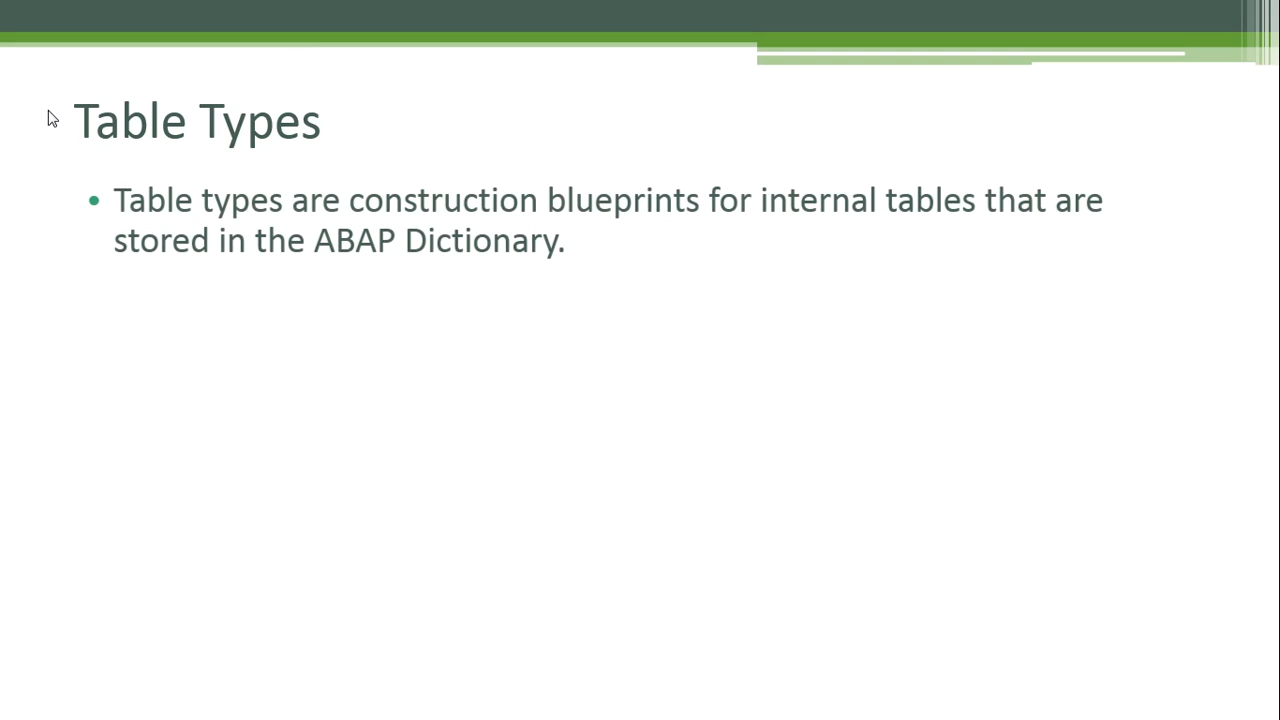 Table Types
• Table types are construction blueprints for internal tables that are
stored in the ABAP Dictionary.